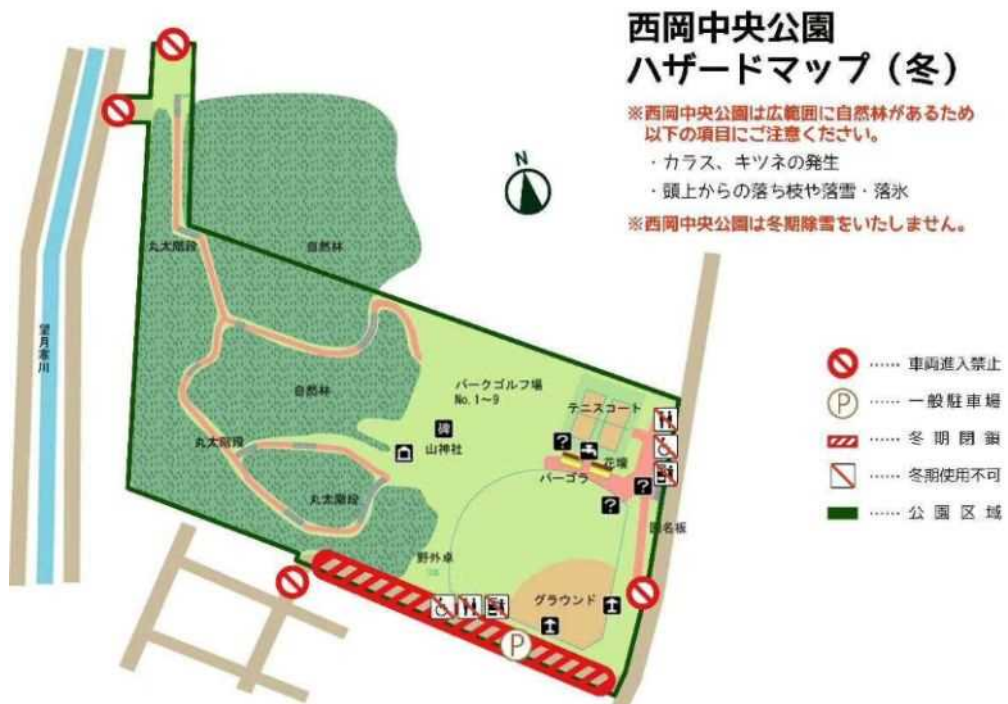 西岡中央公園
ハザードマップ（冬）
※西岡中央公園は広範囲に自然林があるため
以下の項目にご注意ください。
・カラス、キツネの発生
・頭上からの落ち枝や落雪・落氷
※西岡中央公園は冬期除雪をいたしません。
N
丸太階段
自然林
望月寒川
自然林
パークゴルフ場
No. 1～9
テニスコート
碑
山神社
?
花壇
パーゴラ
?
?
園名板
丸太階段
丸太階段
野外卓
グラウンド
P
…… 車両進入禁止
P …… 一般駐車場
…… 冬期閉鎖
…… 冬期使用不可
…… 公園区域